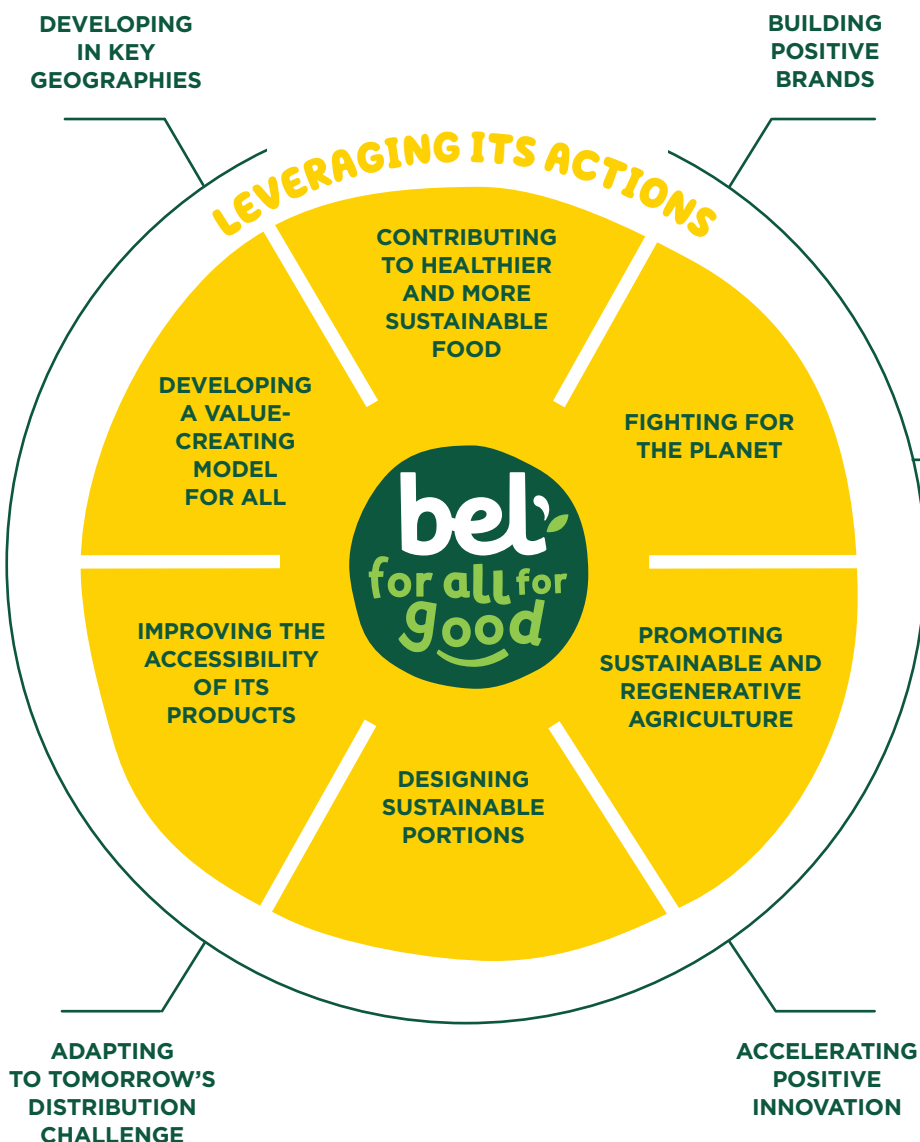 DEVELOPING
IN KEY
GEOGRAPHIES
BUILDING
POSITIVE
BRANDS
LEVERAGING ITS ACTIONS
CONTRIBUTING
TO HEALTHIER
AND MORE
SUSTAINABLE
FOOD
DEVELOPING
A VALUE-
CREATING
MODEL
FOR ALL
FIGHTING FOR
THE PLANET
bel
for all for
good
IMPROVING THE
ACCESSIBILITY
OF ITS
PRODUCTS
PROMOTING
SUSTAINABLE AND
REGENERATIVE
AGRICULTURE
DESIGNING
SUSTAINABLE
PORTIONS
ADAPTING
TO TOMORROW'S
DISTRIBUTION
CHALLENGE
ACCELERATING
POSITIVE
INNOVATION